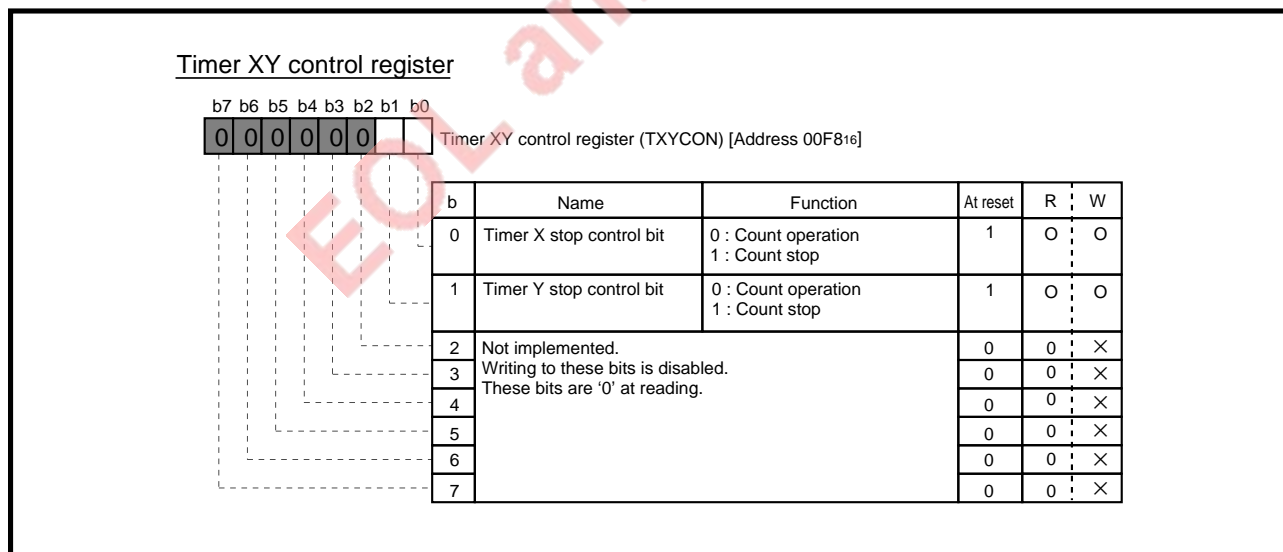 EOL an
Timer XY control register
b7 b6 b5 b4 b3 b2 b1 b0
0 0 0 0 0 0
Timer XY control register (TXYCON) [Address 00F816]
b Name Function At reset R W
0 Timer X stop control bit 0 : Count operation 1 O O
1 : Count stop
1 Timer Y stop control bit 0 : Count operation 1 O O
1 : Count stop
2 Not implemented. 0 0 ×
3 Writing to these bits is disabled. 0 0 ×
These bits are ‘0’ at reading.
4 0 0 ×
5 0 0 ×
6 0 0 ×
7 0 0 ×